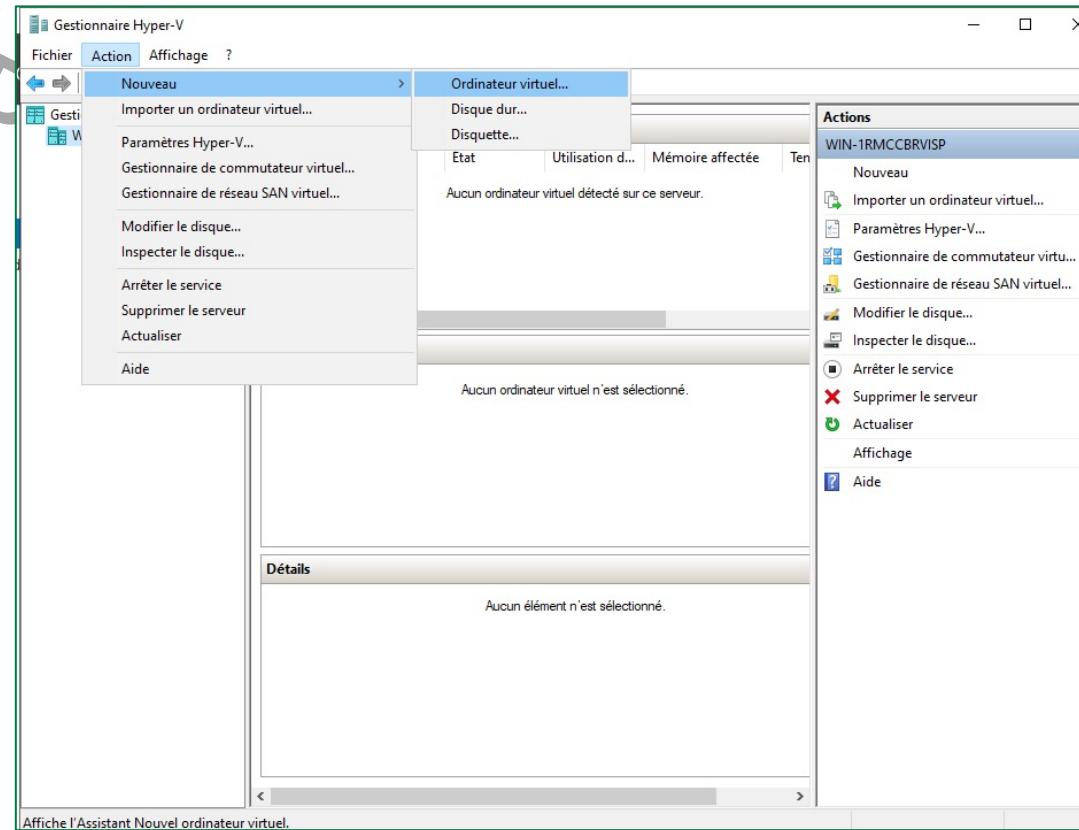 Gestionnaire Hyper-V
Fichier Action Affichage ?
Nouveau
Importer un ordinateur virtuel...
Paramètres Hyper-V...
Gestionnaire de commutateur virtuel...
Gestionnaire de réseau SAN virtuel...
Modifier le disque...
Inspecter le disque...
Arrêter le service
Supprimer le serveur
Actualiser
Aide
Ordinateur virtuel...
Disque dur...
Disquette...
Gesti
W
État Utilisation d... Mémoire affectée Ten
Aucun ordinateur virtuel détecté sur ce serveur.
Aucun ordinateur virtuel n'est sélectionné.
Détails
Aucun élément n'est sélectionné.
Actions
WIN-1RMCCBRVISP
Nouveau
Importer un ordinateur virtuel...
Paramètres Hyper-V...
Gestionnaire de commutateur virtu...
Gestionnaire de réseau SAN virtuel...
Modifier le disque...
Inspecter le disque...
Arrêter le service
Supprimer le serveur
Actualiser
Affichage
Aide
Affiche l'Assistant Nouvel ordinateur virtuel.